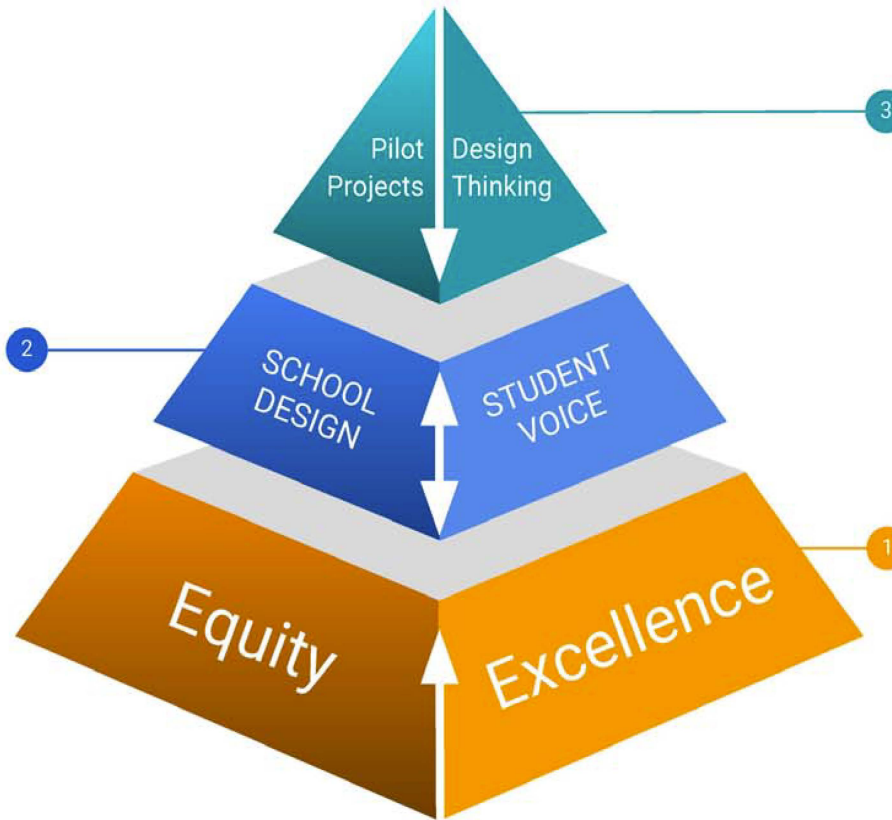 3
Pilot Design
Projects Thinking
2
SCHOOL
DESIGN
STUDENT
VOICE
1
Equity
Excellence